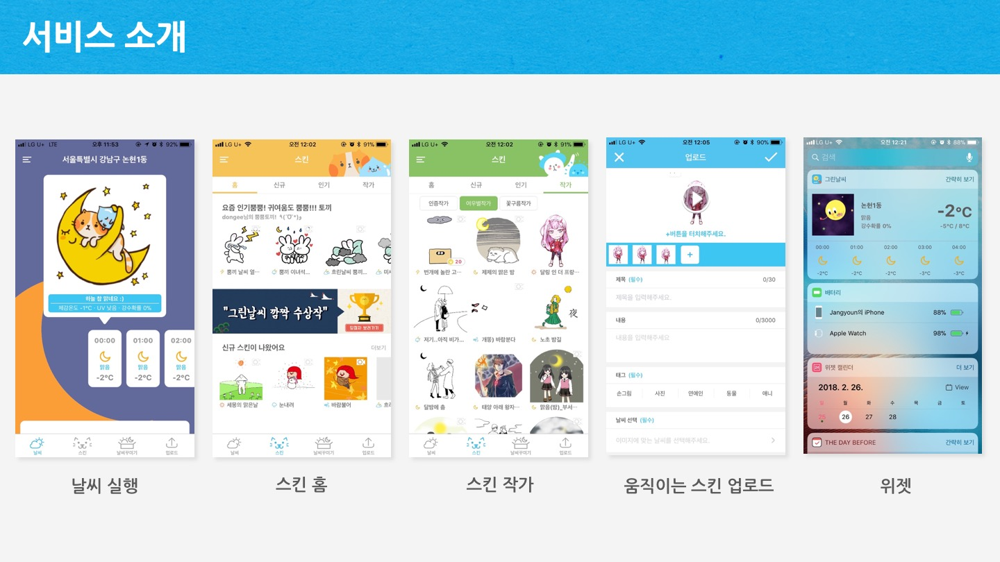 서비스 소개
LG U+ LTE 오후 11:53 92%
서울특별시 강남구 논현1동
하늘 참 맑네요 :)
체감온도 -1°C · UV 낮음 · 강수확률 0%
00:00 01:00 02:00
맑음 맑음 맑음
-2°C -2°C -2°C
날씨 스킨 날씨꾸미기 업로드
날씨 실행
LG U+ 오전 12:02 91%
스킨
홈 신규 인기 작가
요즘 인기뿜뿜! 귀여움도 뿜뿜!!! 토끼
dongee님의 뿜뿜토끼!
뿜끼 날씨 열… 뿜뿜 이녀석… 흐린날씨 뿜끼…
"그린날씨 깜짝 수상작"
당첨자 보러가기
신규 스킨이 나왔어요 더보기
세몽의 맑은날 눈내려 바람불어
날씨 스킨 날씨꾸미기 업로드
스킨 홈
LG U+ 오전 12:02 91%
스킨
홈 신규 인기 작가
인증작가 여우별작가 꽃구름작가
20
번개에 놀란 고… 제제의 맑은 밤 달링 인 더 프랑…
夜
저기..아직 비가… 개똥) 바람분다 노초 밤길
달밤에 춤 태양 아래 왕자… 맑음(밤)_부서…
날씨 스킨 날씨꾸미기 업로드
스킨 작가
LG U+ 오전 12:05 90%
업로드
+버튼을 터치해주세요.
+
제목 (필수) 0/30
제목을 입력해주세요.
내용 0/3000
내용을 입력해주세요
태그 (필수)
손그림 사진 연예인 동물 애니
날씨 선택 (필수)
이미지에 맞는 날씨를 선택해주세요.
움직이는 스킨 업로드
LG U+ 오전 12:21 88%
검색
그린날씨 간략히 보기
논현1동 -2°C
맑음
강수확률 0% -5°C / 8°C
00:00 01:00 02:00 03:00 04:00
-2°C -2°C -2°C -3°C -3°C
배터리
Jangyoun의 iPhone 88%
Apple Watch 98%
위젯 캘린더 더 보기
2018. 2. 26. View
일 월 화 수 목 금 토
25 26 27 28
THE DAY BEFORE 간략히 보기
위젯